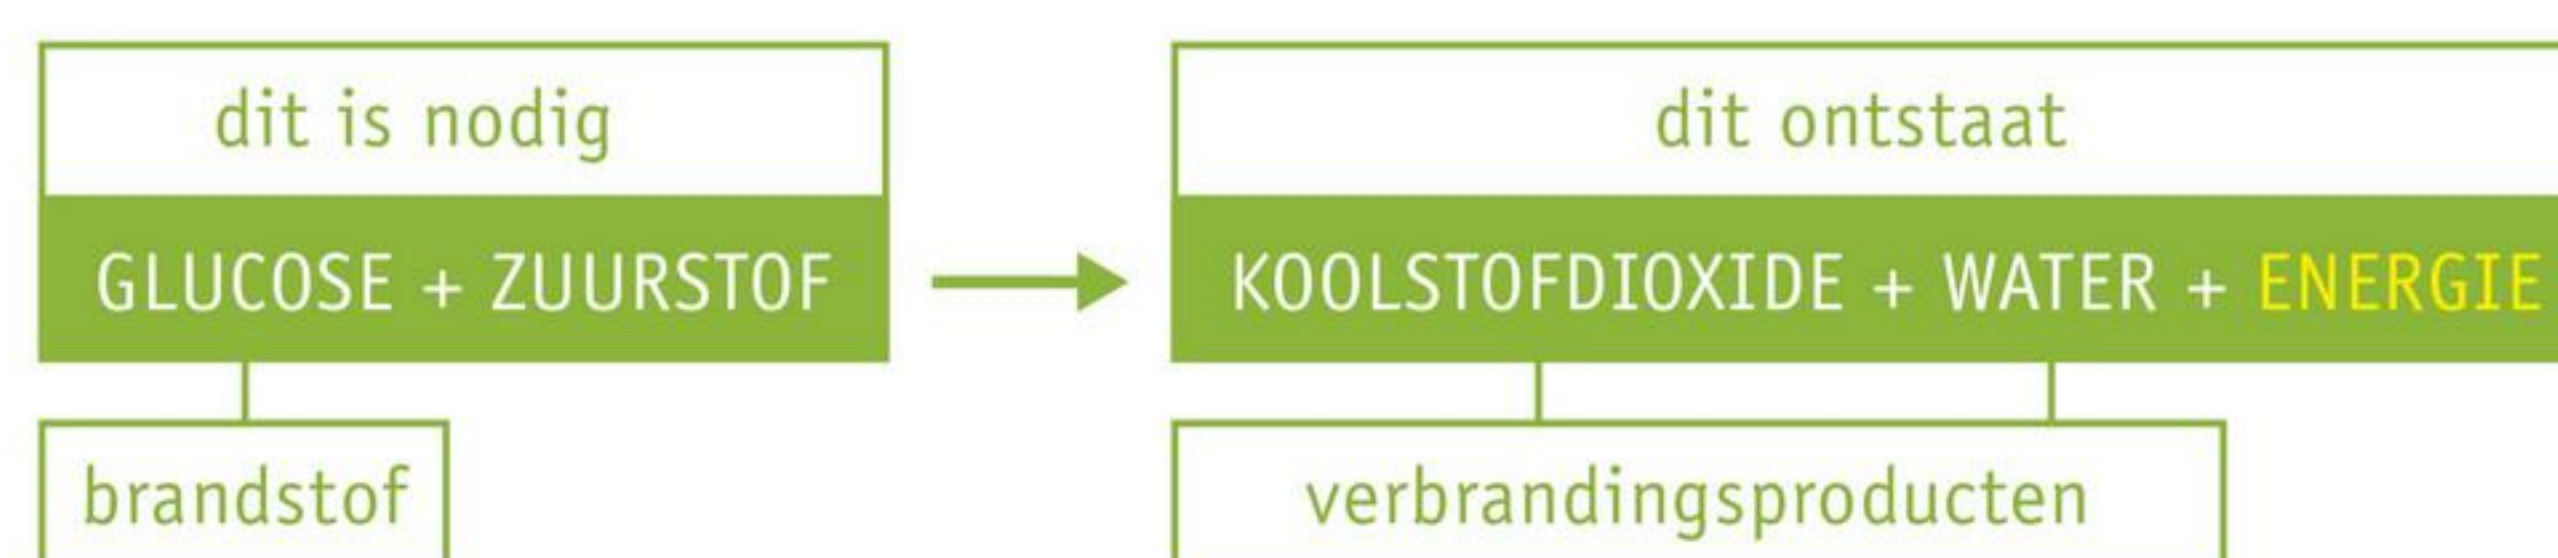 dit is nodig
dit ontstaat
GLUCOSE + ZUURSTOF
KOOLSTOFDIOXIDE + WATER + ENERGIE
brandstof
verbrandingsproducten